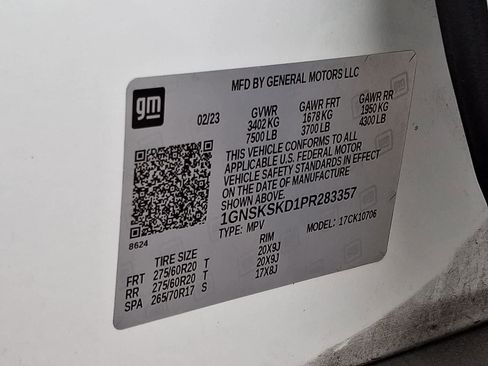 gm
MFD BY GENERAL MOTORS LLC
02/23 GVWR GAWR FRT GAWR RR
3402 KG 1678 KG 1950 KG
7500 LB 3700 LB 4300 LB
THIS VEHICLE CONFORMS TO ALL
APPLICABLE U.S. FEDERAL MOTOR
VEHICLE SAFETY STANDARDS IN EFFECT
ON THE DATE OF MANUFACTURE
SHOWN ABOVE.
1GNSKSKD1PR283357
TYPE: MPV MODEL: 17CK10706
8624
TIRE SIZE RIM
FRT 275/60R20 T 20X9J
RR 275/60R20 T 20X9J
SPA 265/70R17 S 17X8J